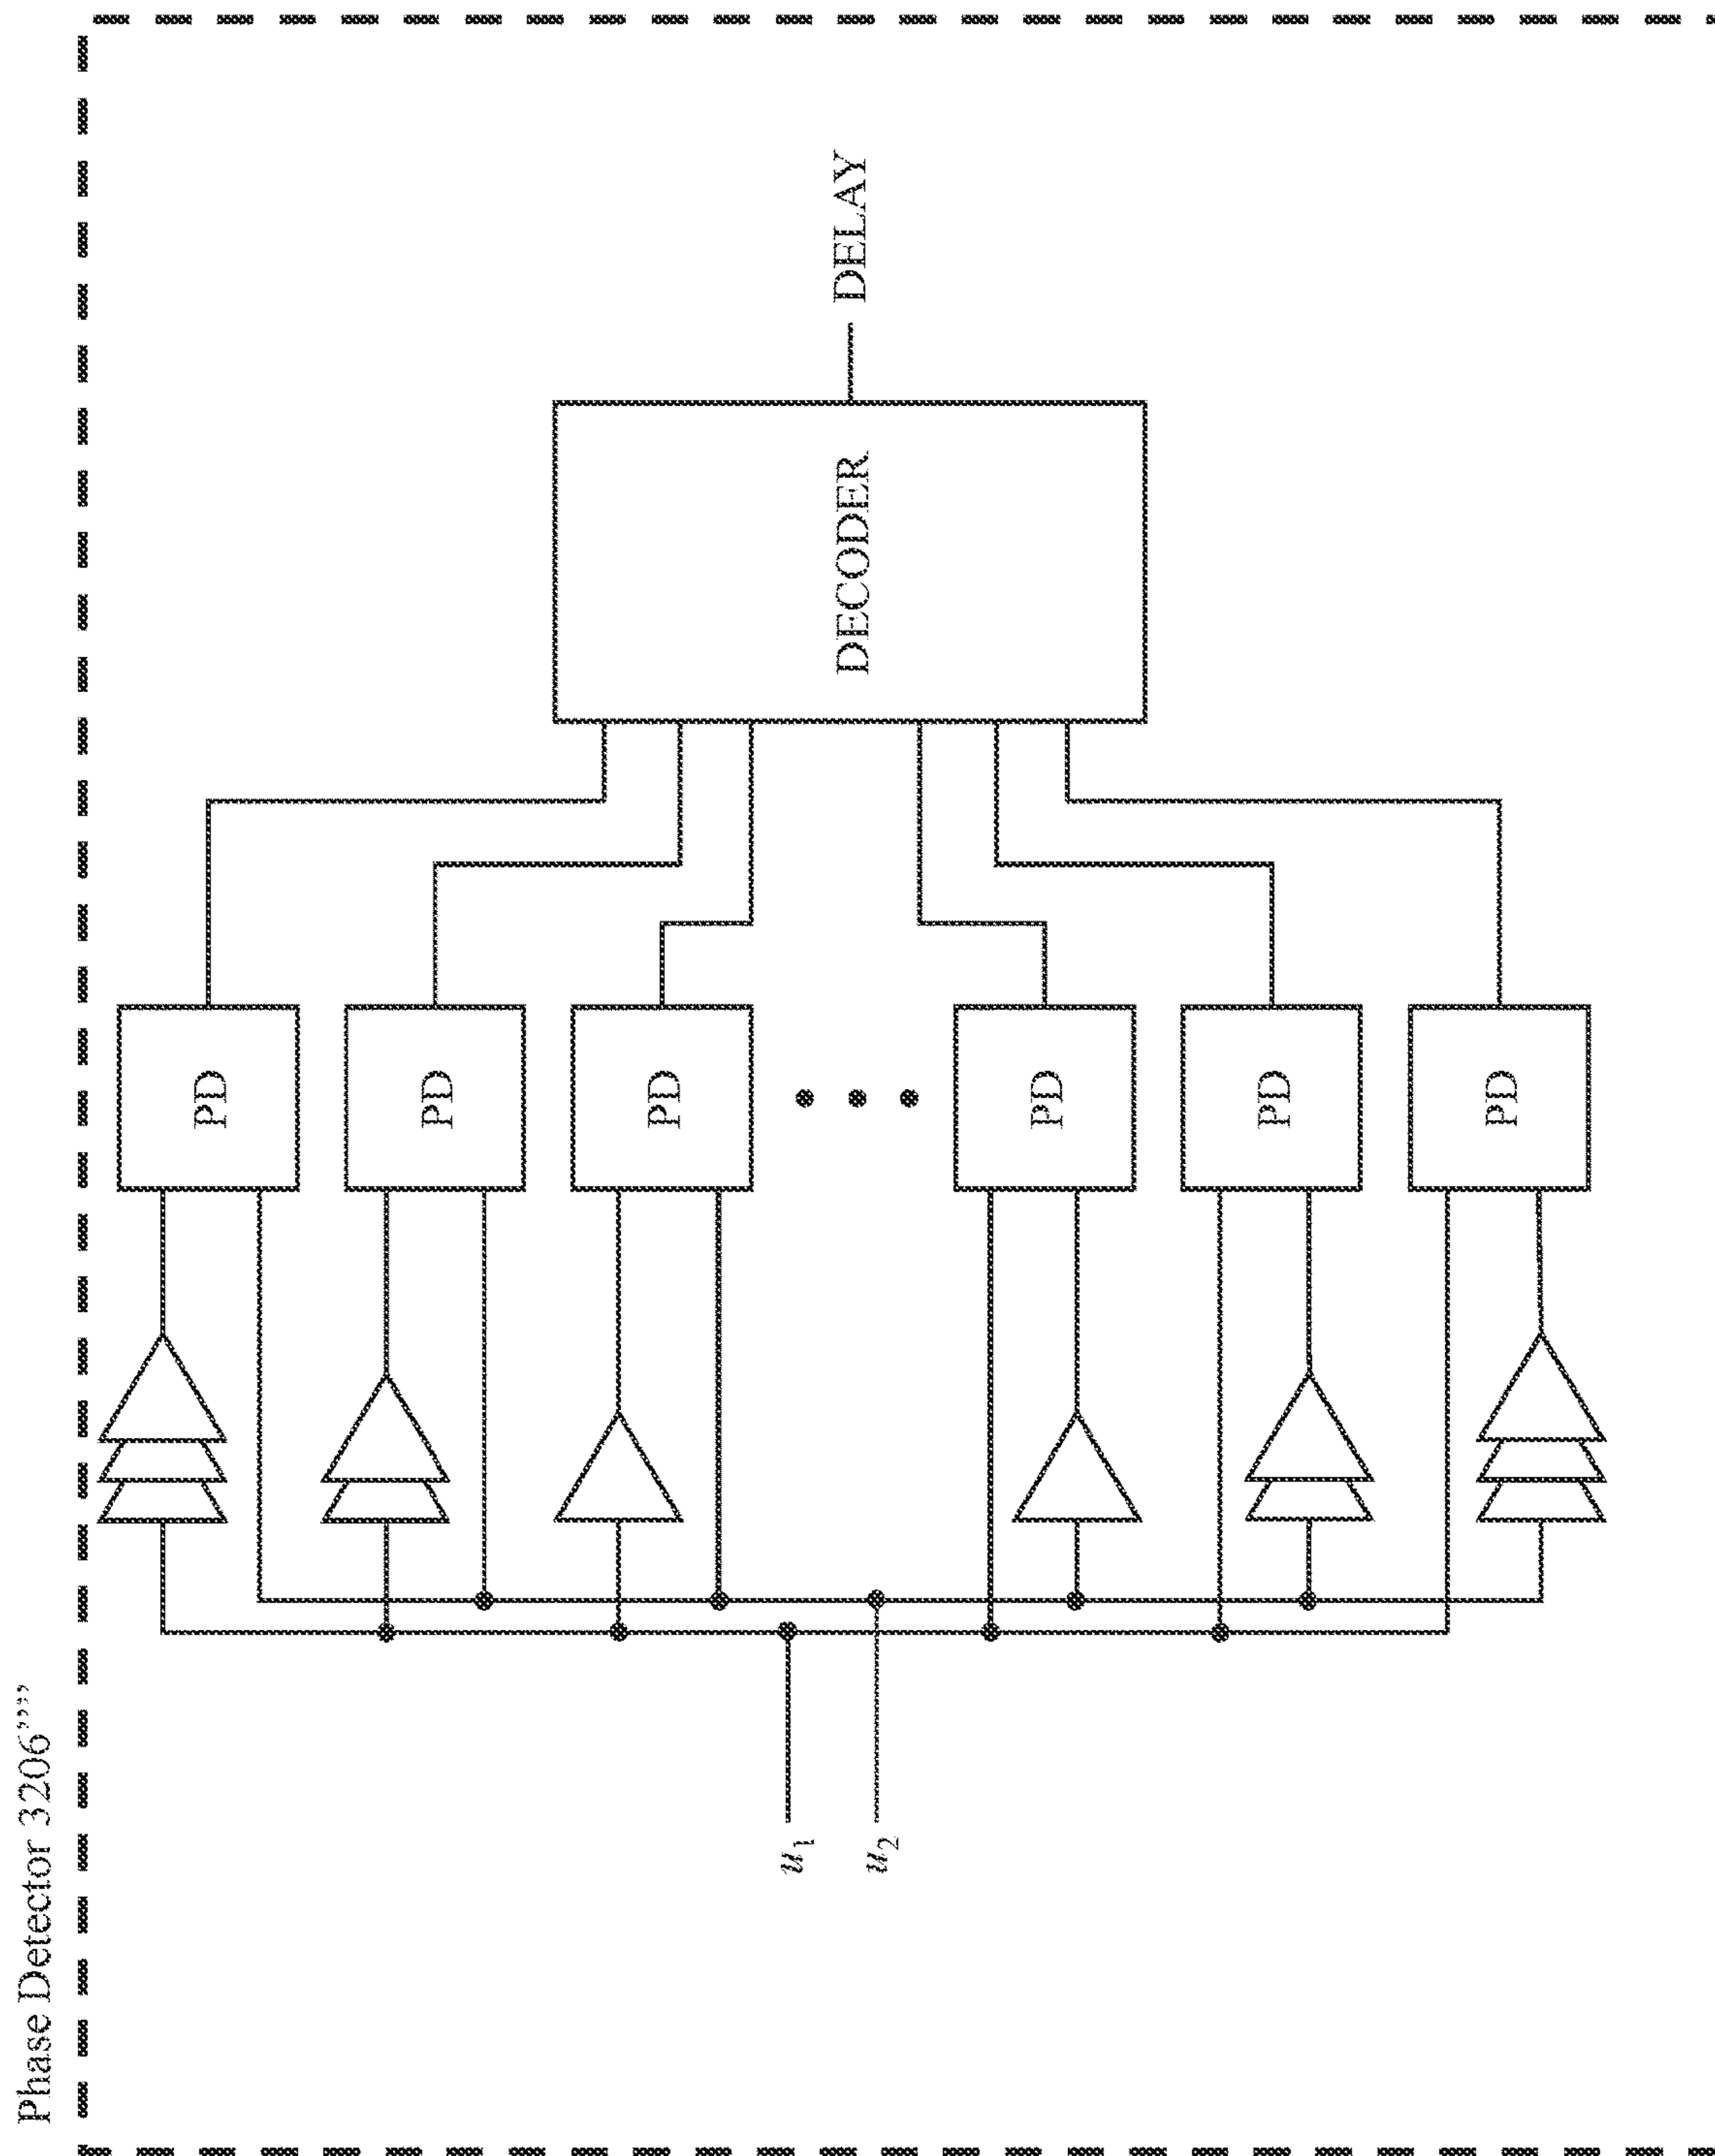 Phase Detector 3206""
u1
u2
PD
PD
PD
PD
PD
PD
DECODER
DELAY